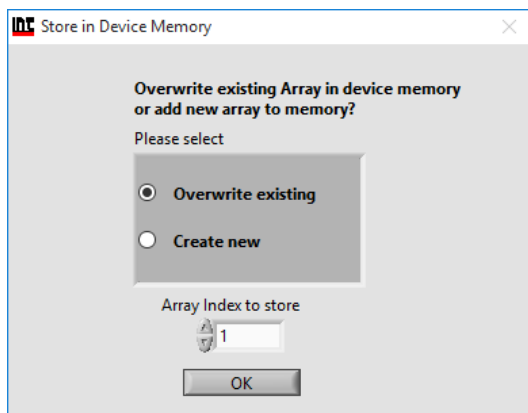 INT Store in Device Memory
Overwrite existing Array in device memory
or add new array to memory?
Please select
Overwrite existing
Create new
Array Index to store
1
OK